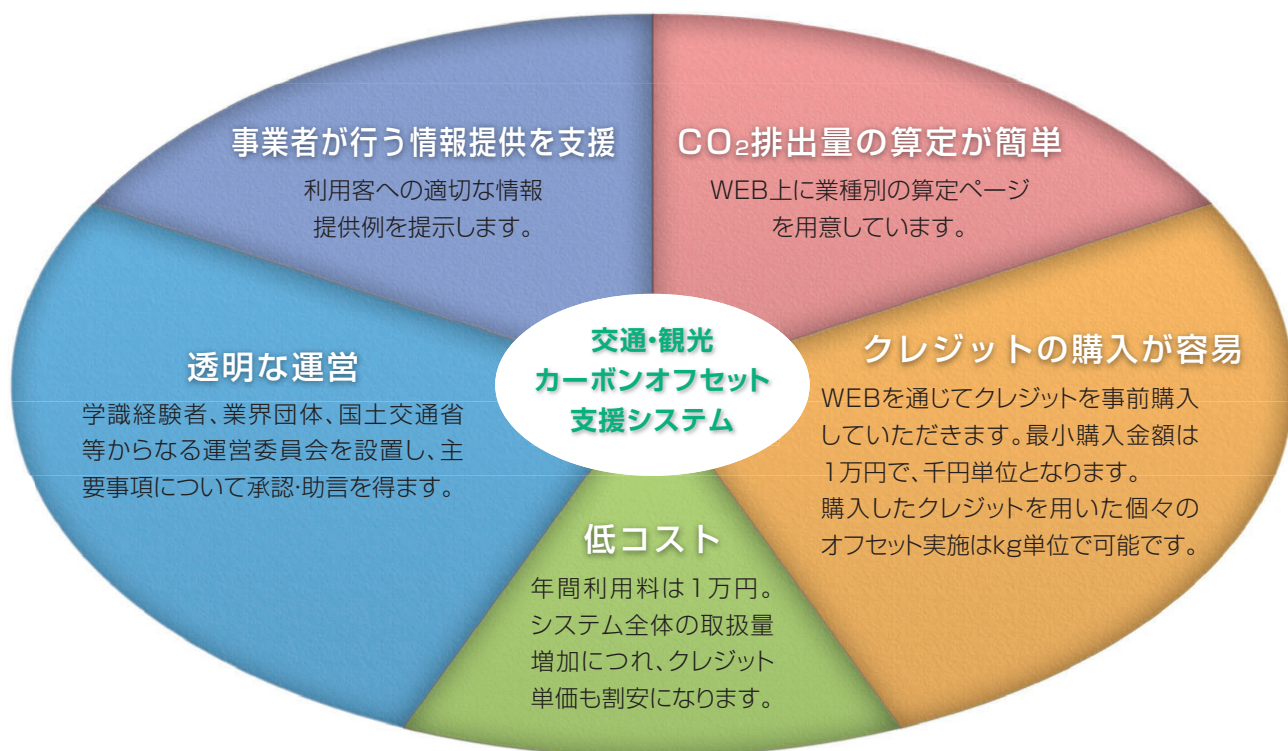 事業者が行う情報提供を支援
利用客への適切な情報
提供例を提示します。
CO₂排出量の算定が簡単
WEB上に業種別の算定ページ
を用意しています。
交通・観光
カーボンオフセット
支援システム
クレジットの購入が容易
WEBを通じてクレジットを事前購入
していただきます。最小購入金額は
1万円で、千円単位となります。
購入したクレジットを用いた個々の
オフセット実施はkg単位で可能です。
透明な運営
学識経験者、業界団体、国土交通省
等からなる運営委員会を設置し、主
要事項について承認・助言を得ます。
低コスト
年間利用料は1万円。
システム全体の取扱量
増加につれ、クレジット
単価も割安になります。